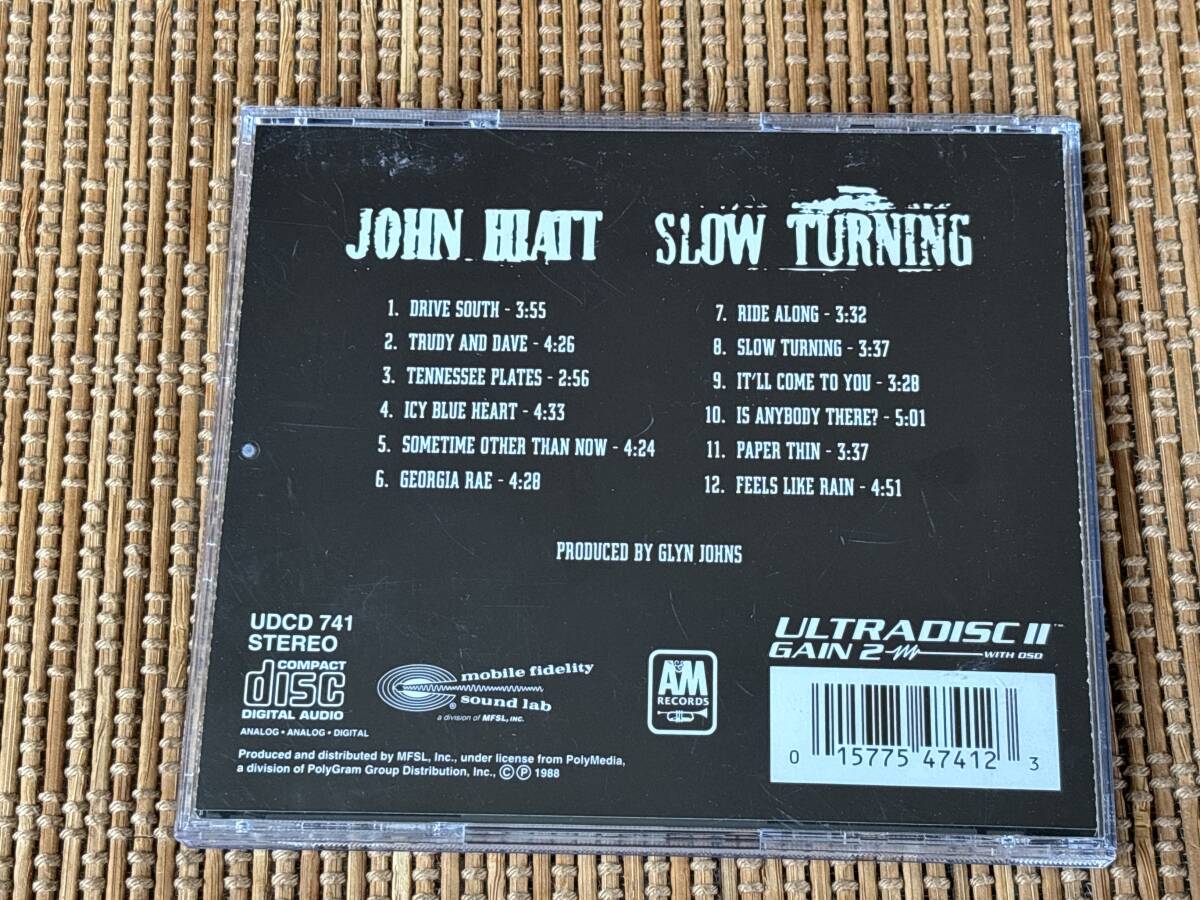 JOHN HIATT SLOW TURNING
1. DRIVE SOUTH - 3:55
2. TRUDY AND DAVE - 4:26
3. TENNESSEE PLATES - 2:56
4. ICY BLUE HEART - 4:33
5. SOMETIME OTHER THAN NOW - 4:24
6. GEORGIA RAE - 4:28
7. RIDE ALONG - 3:32
8. SLOW TURNING - 3:37
9. IT'LL COME TO YOU - 3:28
10. IS ANYBODY THERE? - 5:01
11. PAPER THIN - 3:37
12. FEELS LIKE RAIN - 4:51
PRODUCED BY GLYN JOHNS
UDCD 741
STEREO
COMPACT
disc
DIGITAL AUDIO
ANALOG • ANALOG • DIGITAL
mobile fidelity
sound lab
®
a division of MFSL, INC.
A&M
RECORDS
ULTRADISC II™
GAIN 2 WITH DSD
0 15775 47412 3
Produced and distributed by MFSL, Inc., under license from PolyMedia,
a division of PolyGram Group Distribution, Inc., Ⓒ Ⓟ 1988